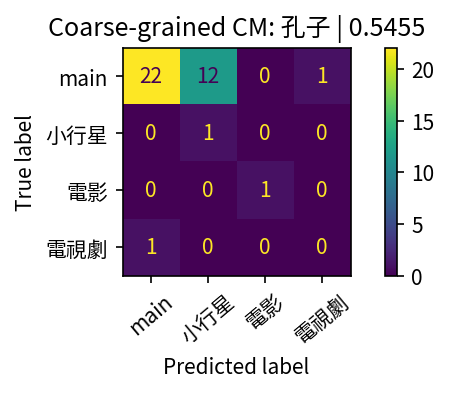 Coarse-grained CM: 孔子 | 0.5455
True label
main 22 12 0 1
小行星 0 1 0 0
電影 0 0 1 0
電視劇 1 0 0 0
main 小行星 電影 電視劇
Predicted label
20
15
10
5
0